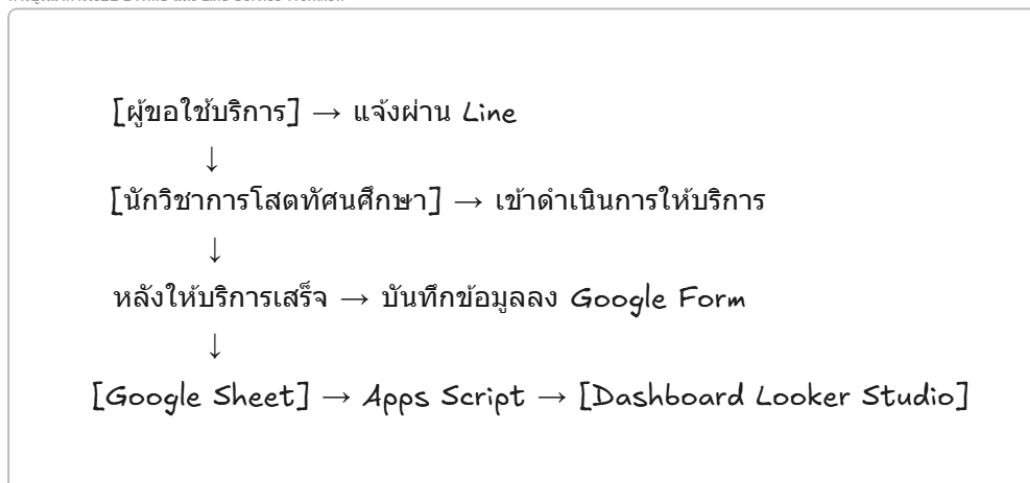 [ผู้ขอใช้บริการ] → แจ้งผ่าน Line
↓
[นักวิชาการโสตทัศนศึกษา] → เข้าดำเนินการให้บริการ
↓
หลังให้บริการเสร็จ → บันทึกข้อมูลลง Google Form
↓
[Google Sheet] → Apps Script → [Dashboard Looker Studio]